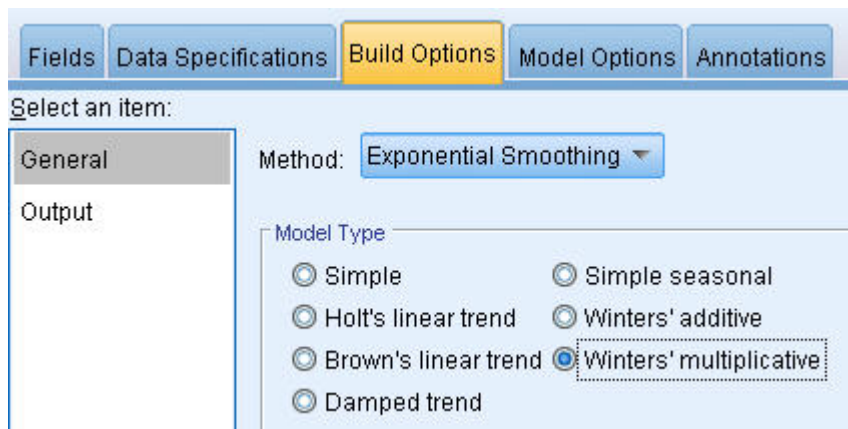 Fields Data Specifications Build Options Model Options Annotations
Select an item:
General
Output
Method: Exponential Smoothing
Model Type
Simple
Simple seasonal
Holt's linear trend
Winters' additive
Brown's linear trend
Winters' multiplicative
Damped trend